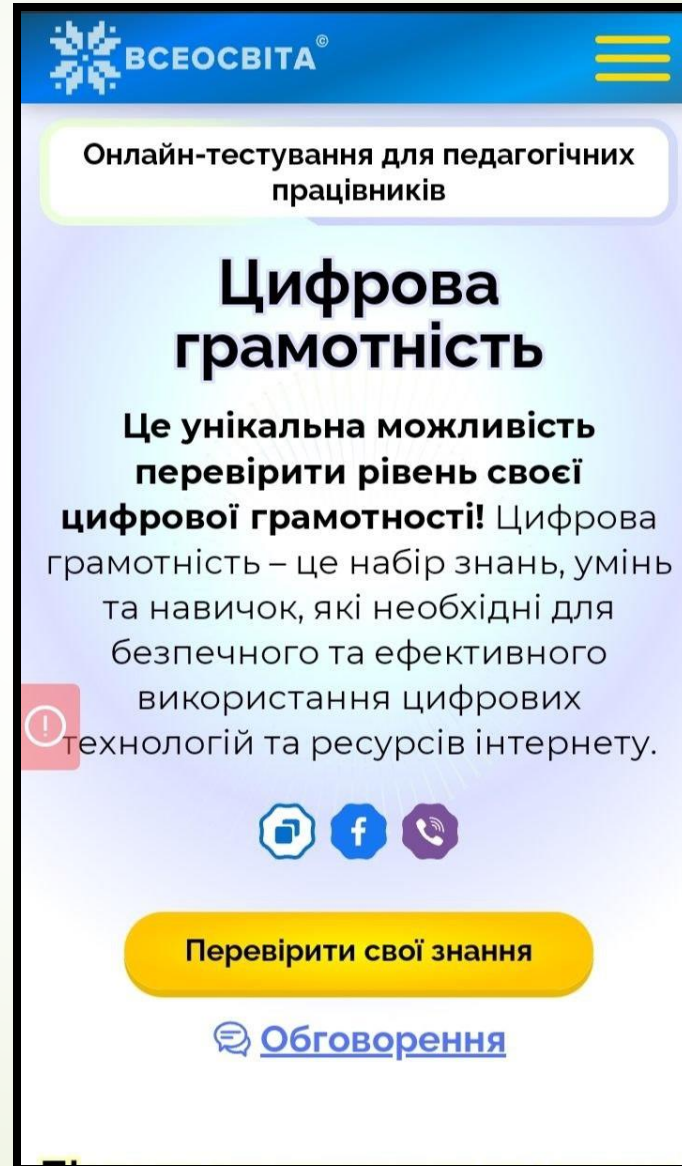 ВСЕОСВІТА©
Онлайн-тестування для педагогічних
працівників
Цифрова
грамотність
Це унікальна можливість
перевірити рівень своєї
цифрової грамотності! Цифрова
грамотність – це набір знань, умінь
та навичок, які необхідні для
безпечного та ефективного
використання цифрових
технологій та ресурсів інтернету.
Перевірити свої знання
Обговорення